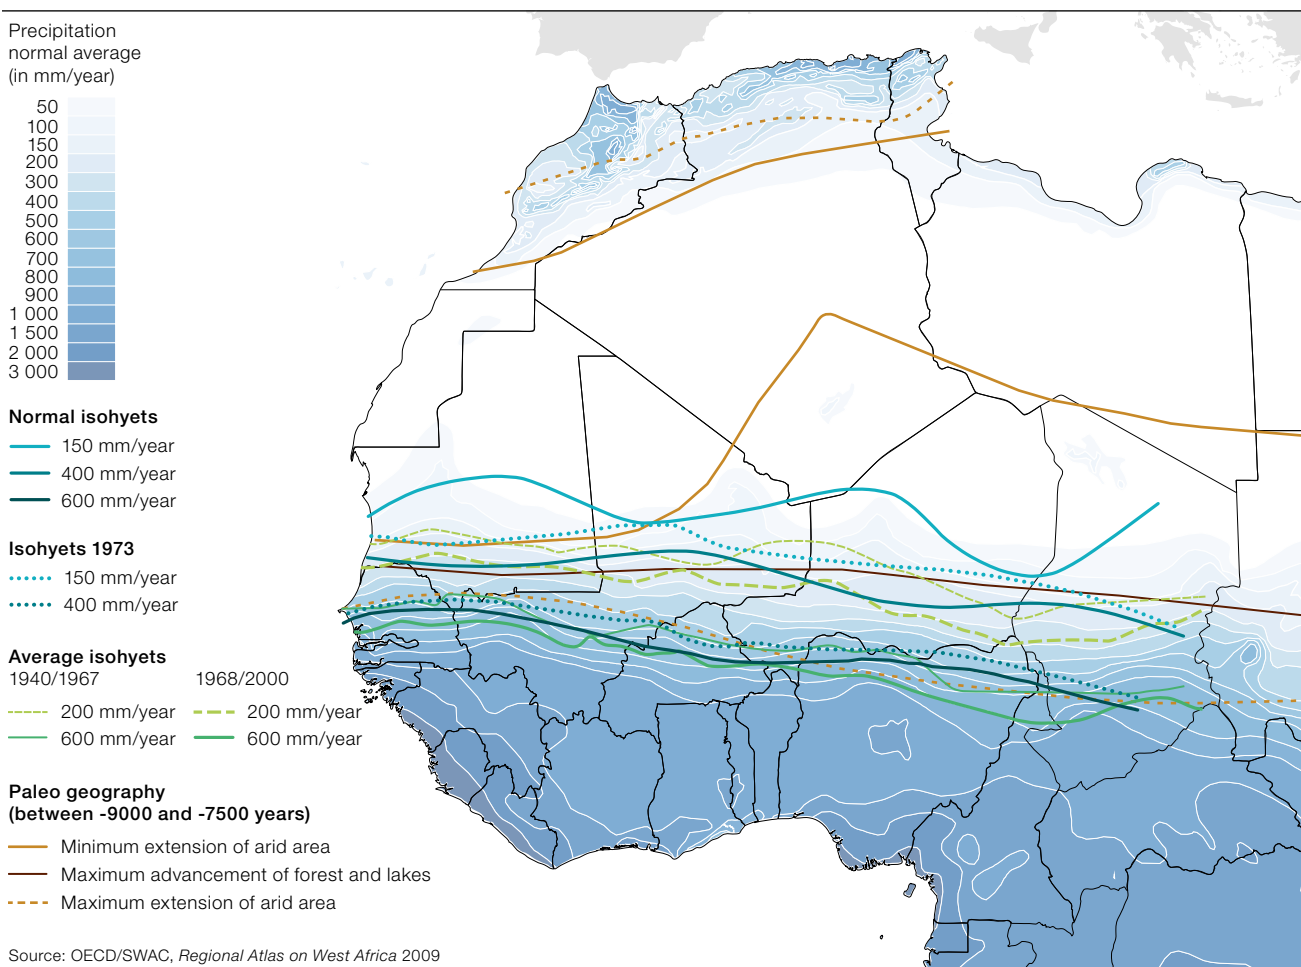 Precipitation
normal average
(in mm/year)
50
100
150
200
300
400
500
600
700
800
900
1 000
1 500
2 000
3 000
Normal isohyets
150 mm/year
400 mm/year
600 mm/year
Isohyets 1973
150 mm/year
400 mm/year
Average isohyets
1940/1967 1968/2000
200 mm/year 200 mm/year
600 mm/year 600 mm/year
Paleo geography
(between -9000 and -7500 years)
Minimum extension of arid area
Maximum advancement of forest and lakes
Maximum extension of arid area
Source: OECD/SWAC, Regional Atlas on West Africa 2009